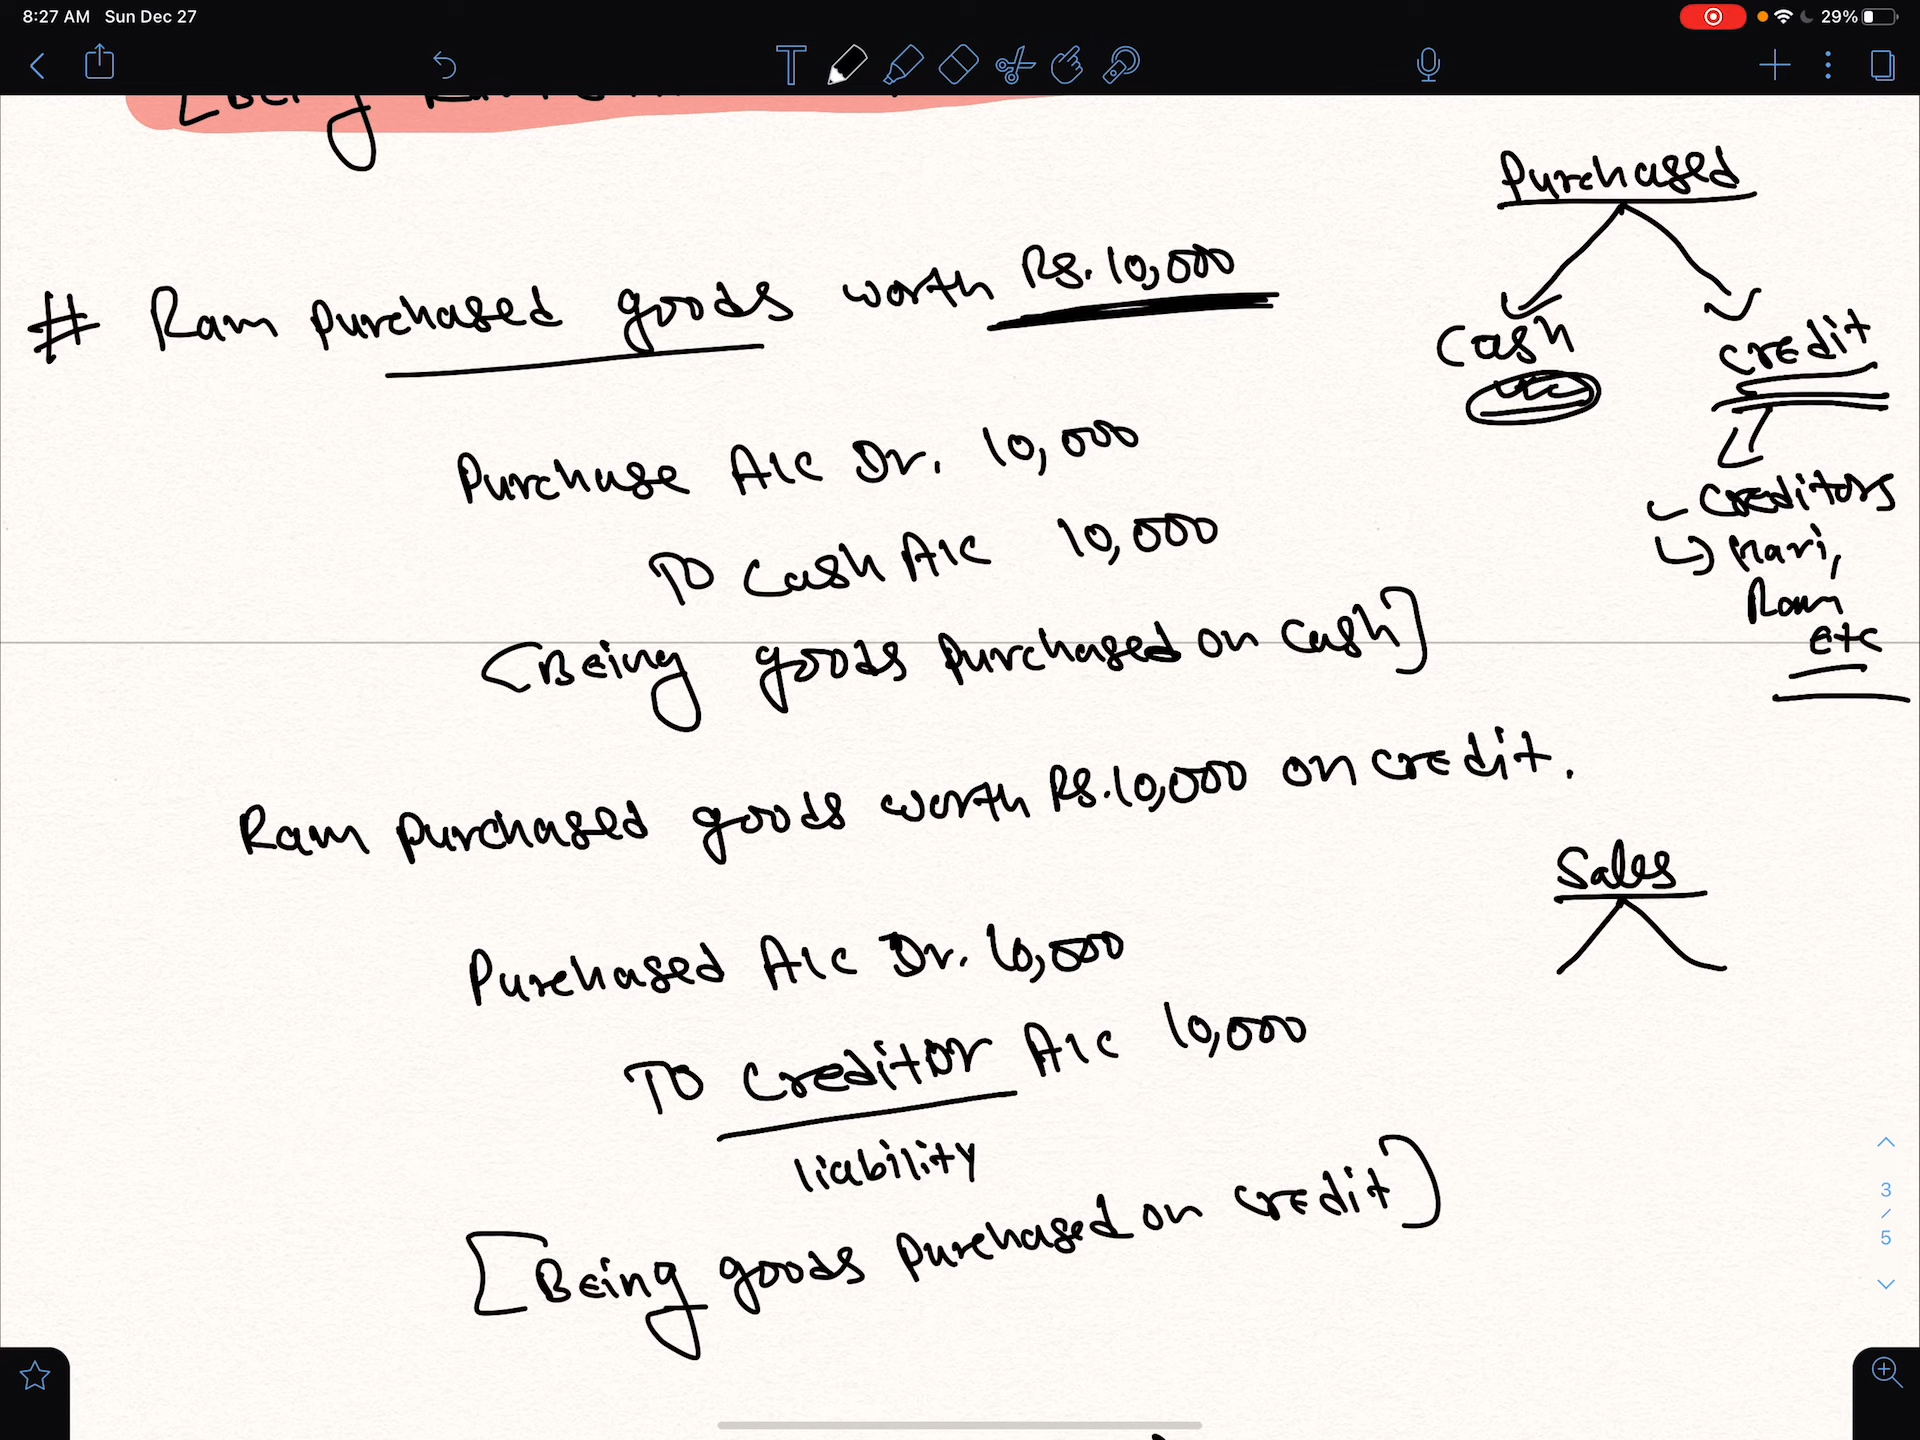 8:27 AM Sun Dec 27
29%
[Being
Purchased
# Ram purchased goods worth Rs. 10,000
Cash
credit
Purchase A/c Dr. 10,000
Creditors
Hari,
Ram
etc
To Cash A/c 10,000
[Being goods purchased on Cash]
Ram purchased goods worth Rs.10,000 on credit.
Sales
Purchased A/c Dr. 10,000
To Creditor A/c 10,000
liability
[Being goods purchased on credit]
3
/
5